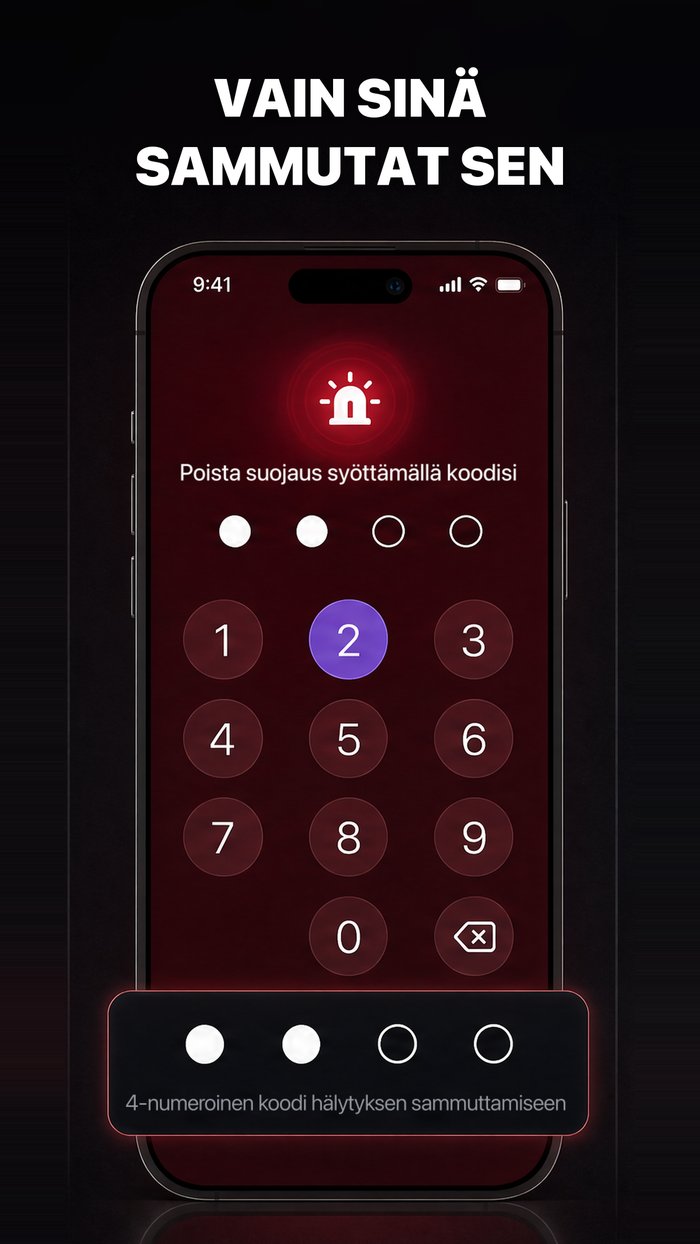 VAIN SINÄ
SAMMUTAT SEN
9:41
Poista suojaus syöttämällä koodisi
1 2 3
4 5 6
7 8 9
0
4-numeroinen koodi hälytyksen sammuttamiseen